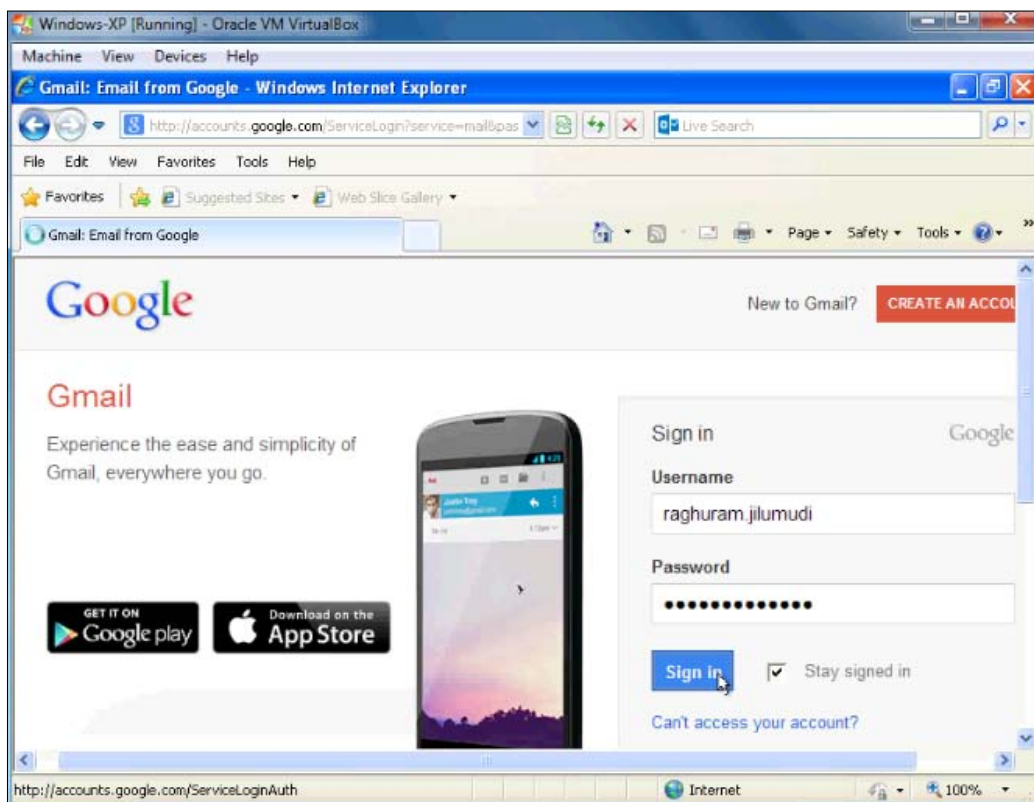 Windows-XP [Running] - Oracle VM VirtualBox
Machine View Devices Help
Gmail: Email from Google - Windows Internet Explorer
http://accounts.google.com/ServiceLogin?service=mail&pas
Live Search
File Edit View Favorites Tools Help
Favorites Suggested Sites Web Slice Gallery
Gmail: Email from Google
Page Safety Tools »
Google
New to Gmail? CREATE AN ACCOU
Gmail
Experience the ease and simplicity of
Gmail, everywhere you go.
Sign in Google
Username
raghuram.jilumudi
Password
•••••••••••••
GET IT ON
Google play
Download on the
App Store
Sign in Stay signed in
Can't access your account?
http://accounts.google.com/ServiceLoginAuth Internet 100%